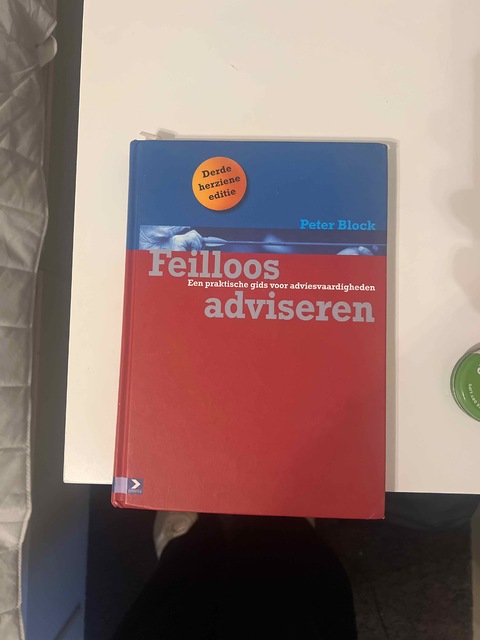 Derde
herziene
editie
Peter Block
Feilloos
Een praktische gids voor adviesvaardigheden
adviseren